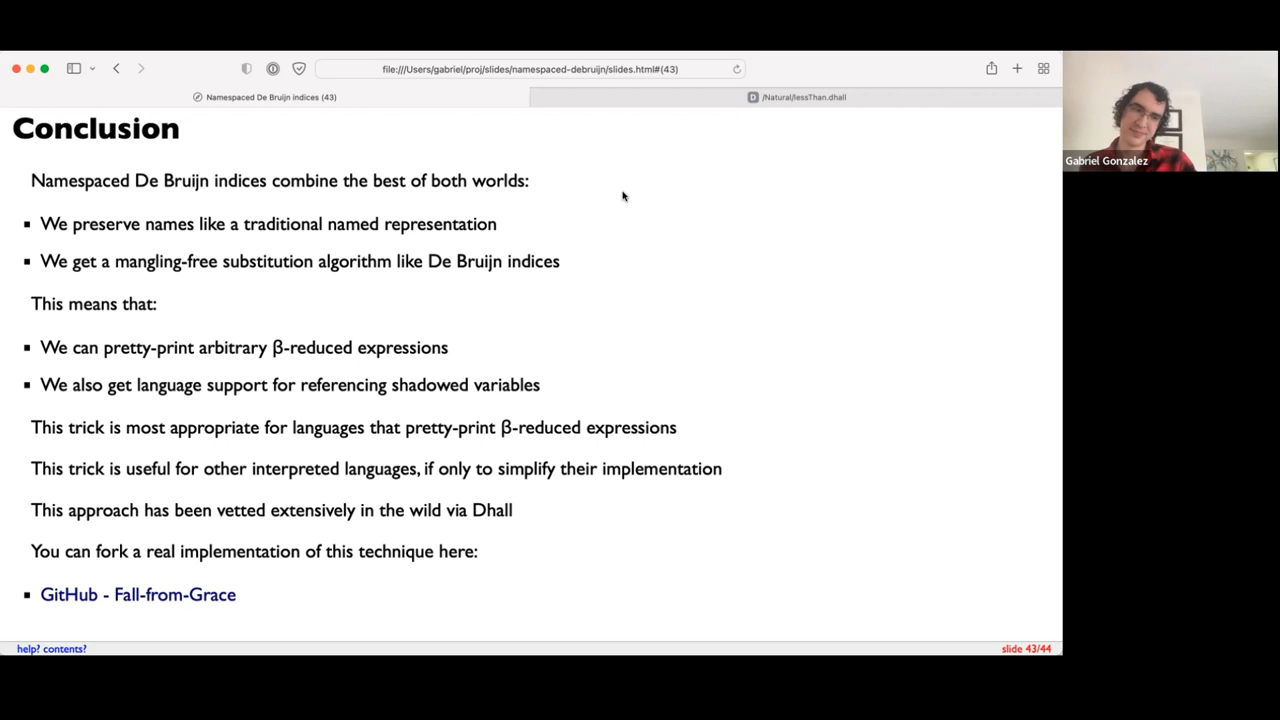 file:///Users/gabriel/proj/slides/namespaced-debruijn/slides.html#(43)
Namespaced De Bruijn indices (43)
D /Natural/lessThan.dhall
Conclusion
Namespaced De Bruijn indices combine the best of both worlds:
We preserve names like a traditional named representation
We get a mangling-free substitution algorithm like De Bruijn indices
This means that:
We can pretty-print arbitrary β-reduced expressions
We also get language support for referencing shadowed variables
This trick is most appropriate for languages that pretty-print β-reduced expressions
This trick is useful for other interpreted languages, if only to simplify their implementation
This approach has been vetted extensively in the wild via Dhall
You can fork a real implementation of this technique here:
GitHub - Fall-from-Grace
help? contents?
slide 43/44
Gabriel Gonzalez